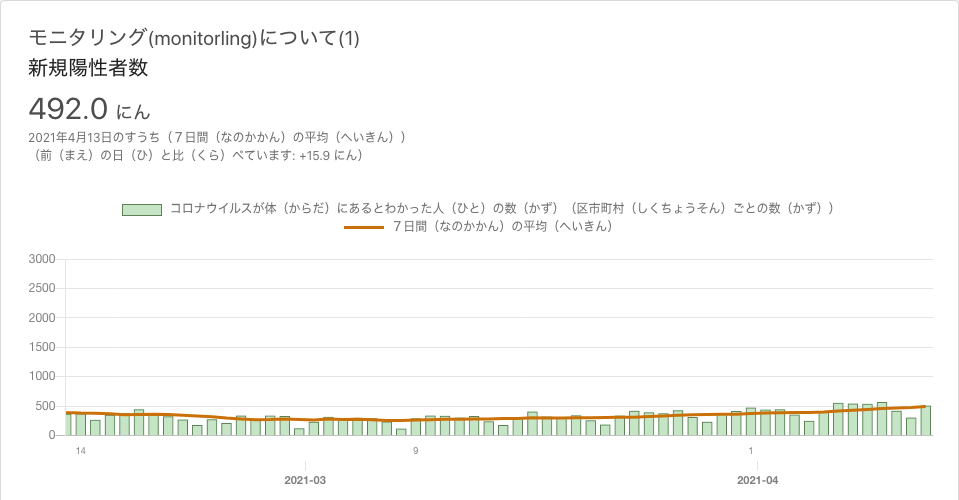 モニタリング(monitorling)について(1)
新規陽性者数
492.0 にん
2021年4月13日のすうち（７日間（なのかかん）の平均（へいきん））
（前（まえ）の日（ひ）と比（くら）べています: +15.9 にん）
コロナウイルスが体（からだ）にあるとわかった人（ひと）の数（かず）（区市町村（しくちょうそん）ごとの数（かず））
７日間（なのかかん）の平均（へいきん）
3000
2500
2000
1500
1000
500
0
14 9 1
2021-03 2021-04